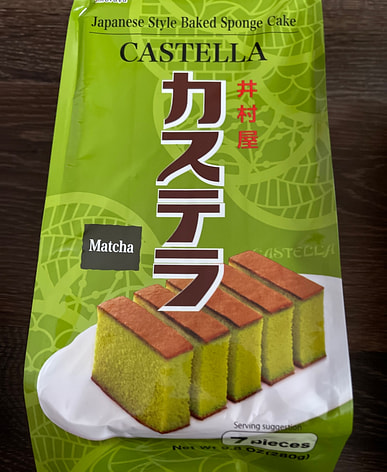 Japanese Style Baked Sponge Cake
CASTELLA
カステラ
井村屋
Matcha
CASTELLA
Serving suggestion
7 pieces